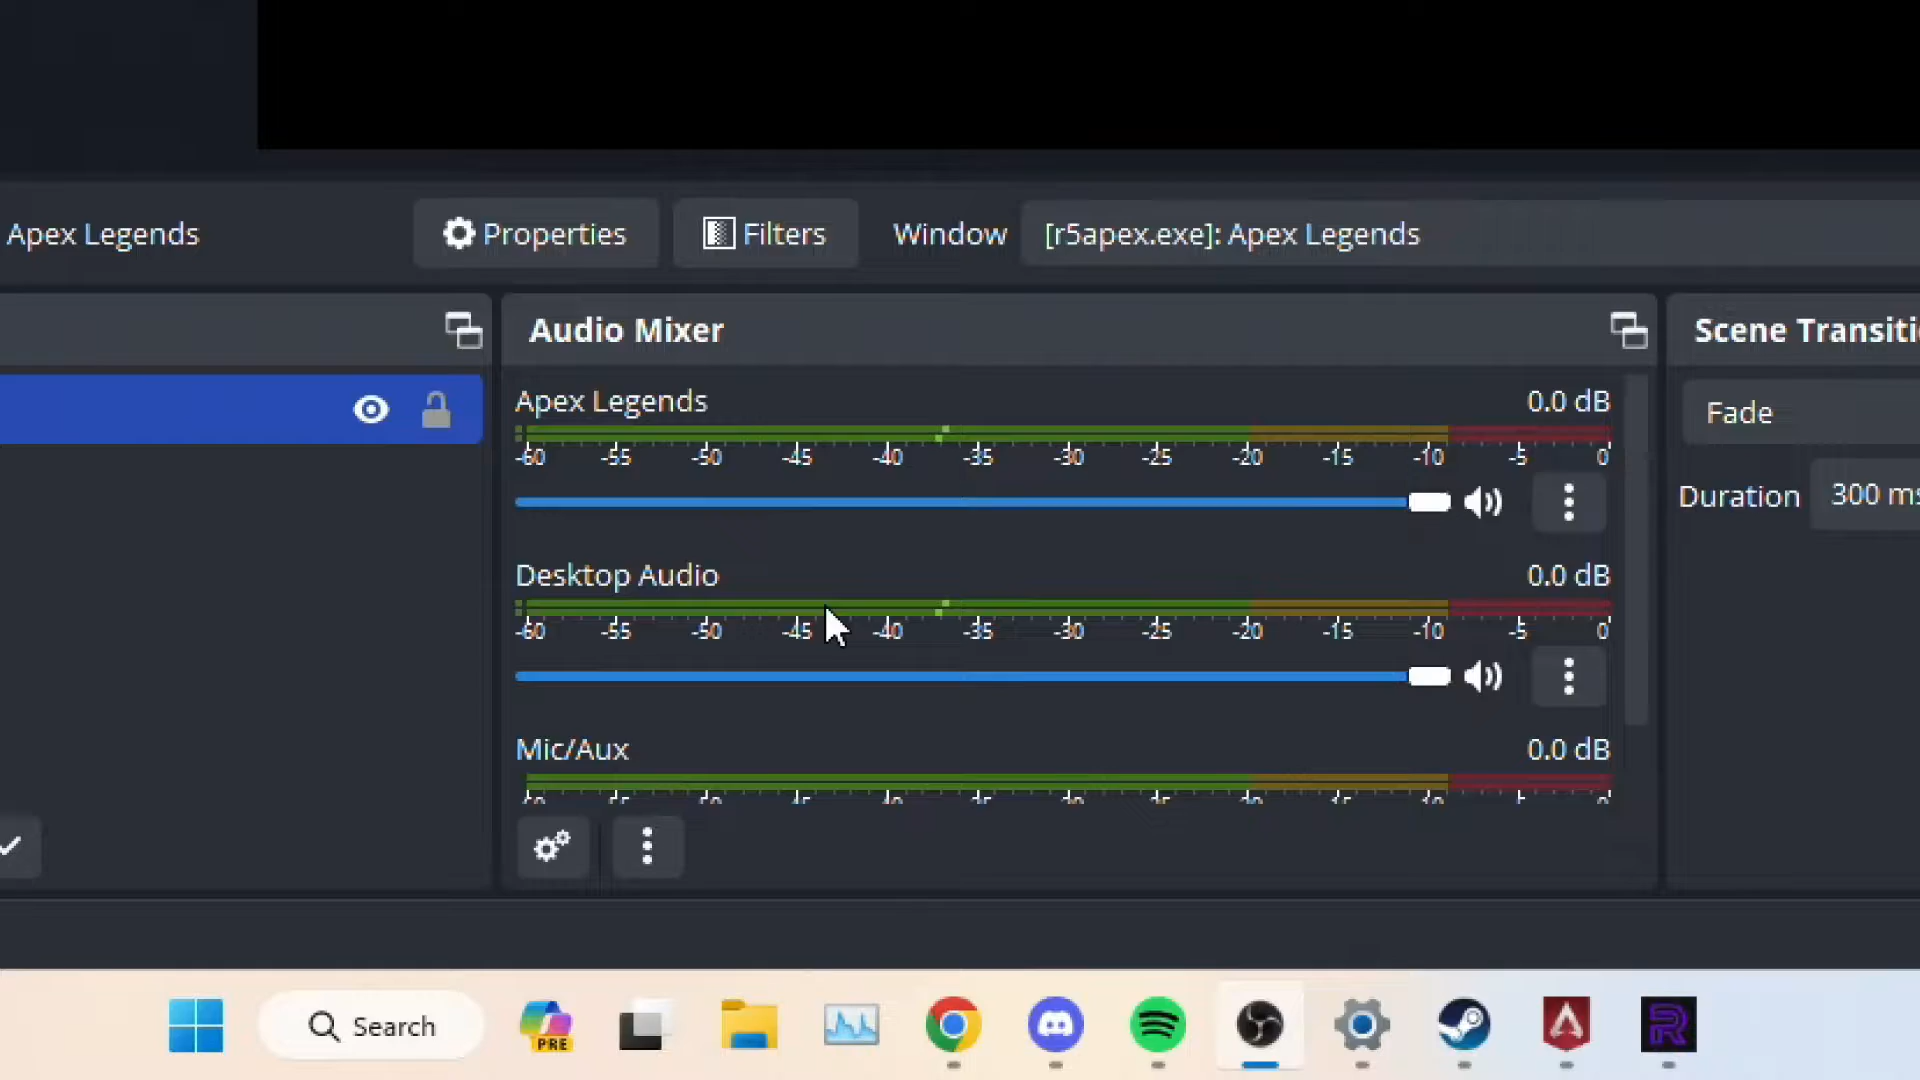 Apex Legends Properties Filters Window [r5apex.exe]: Apex Legends
Audio Mixer
Scene Transiti
Apex Legends 0.0 dB
-60 -55 -50 -45 -40 -35 -30 -25 -20 -15 -10 -5 0
Fade
Duration 300 ms
Desktop Audio 0.0 dB
-60 -55 -50 -45 -40 -35 -30 -25 -20 -15 -10 -5 0
Mic/Aux 0.0 dB
Search
PRE